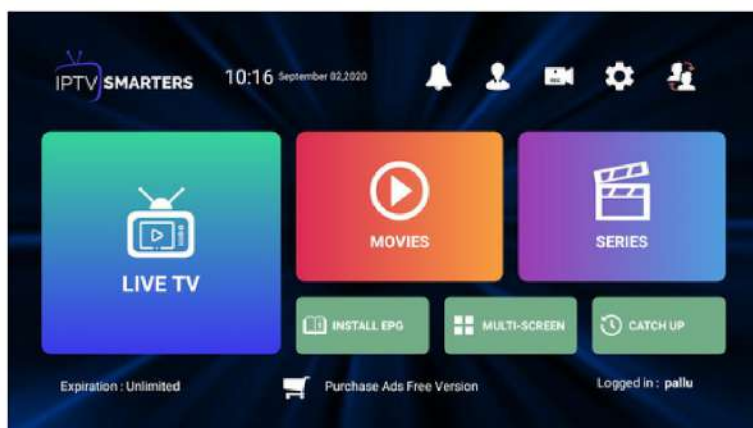 IPTV SMARTERS
10:16 September 02,2020
REC
LIVE TV
MOVIES
SERIES
INSTALL EPG
MULTI-SCREEN
CATCH UP
Expiration : Unlimited
Purchase Ads Free Version
Logged in : pallu